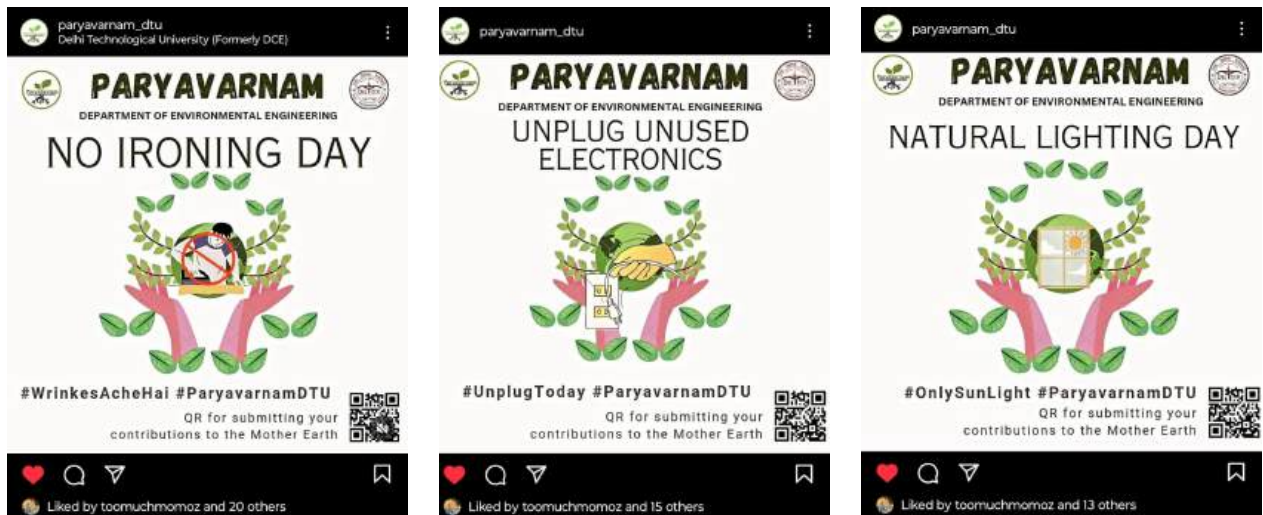 paryavarnam_dtu
Delhi Technological University (Formerly DCE)
PARYAVARNAM
DEPARTMENT OF ENVIRONMENTAL ENGINEERING
NO IRONING DAY
#WrinkesAcheHai #ParyavarnamDTU
QR for submitting your
contributions to the Mother Earth
Liked by toomuchmomoz and 20 others
paryavarnam_dtu
PARYAVARNAM
DEPARTMENT OF ENVIRONMENTAL ENGINEERING
UNPLUG UNUSED
ELECTRONICS
#UnplugToday #ParyavarnamDTU
QR for submitting your
contributions to the Mother Earth
Liked by toomuchmomoz and 15 others
paryavarnam_dtu
PARYAVARNAM
DEPARTMENT OF ENVIRONMENTAL ENGINEERING
NATURAL LIGHTING DAY
#OnlySunLight #ParyavarnamDTU
QR for submitting your
contributions to the Mother Earth
Liked by toomuchmomoz and 13 others